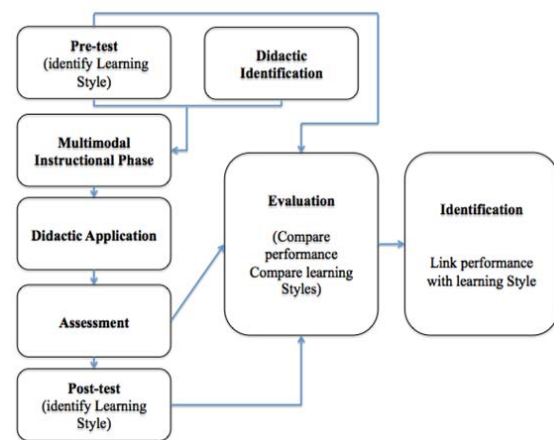 Pre-test
(identify Learning
Style)
Didactic
Identification
Multimodal
Instructional Phase
Didactic Application
Assessment
Post-test
(identify Learning
Style)
Evaluation
(Compare
performance
Compare learning
Styles)
Identification
Link performance
with learning Style